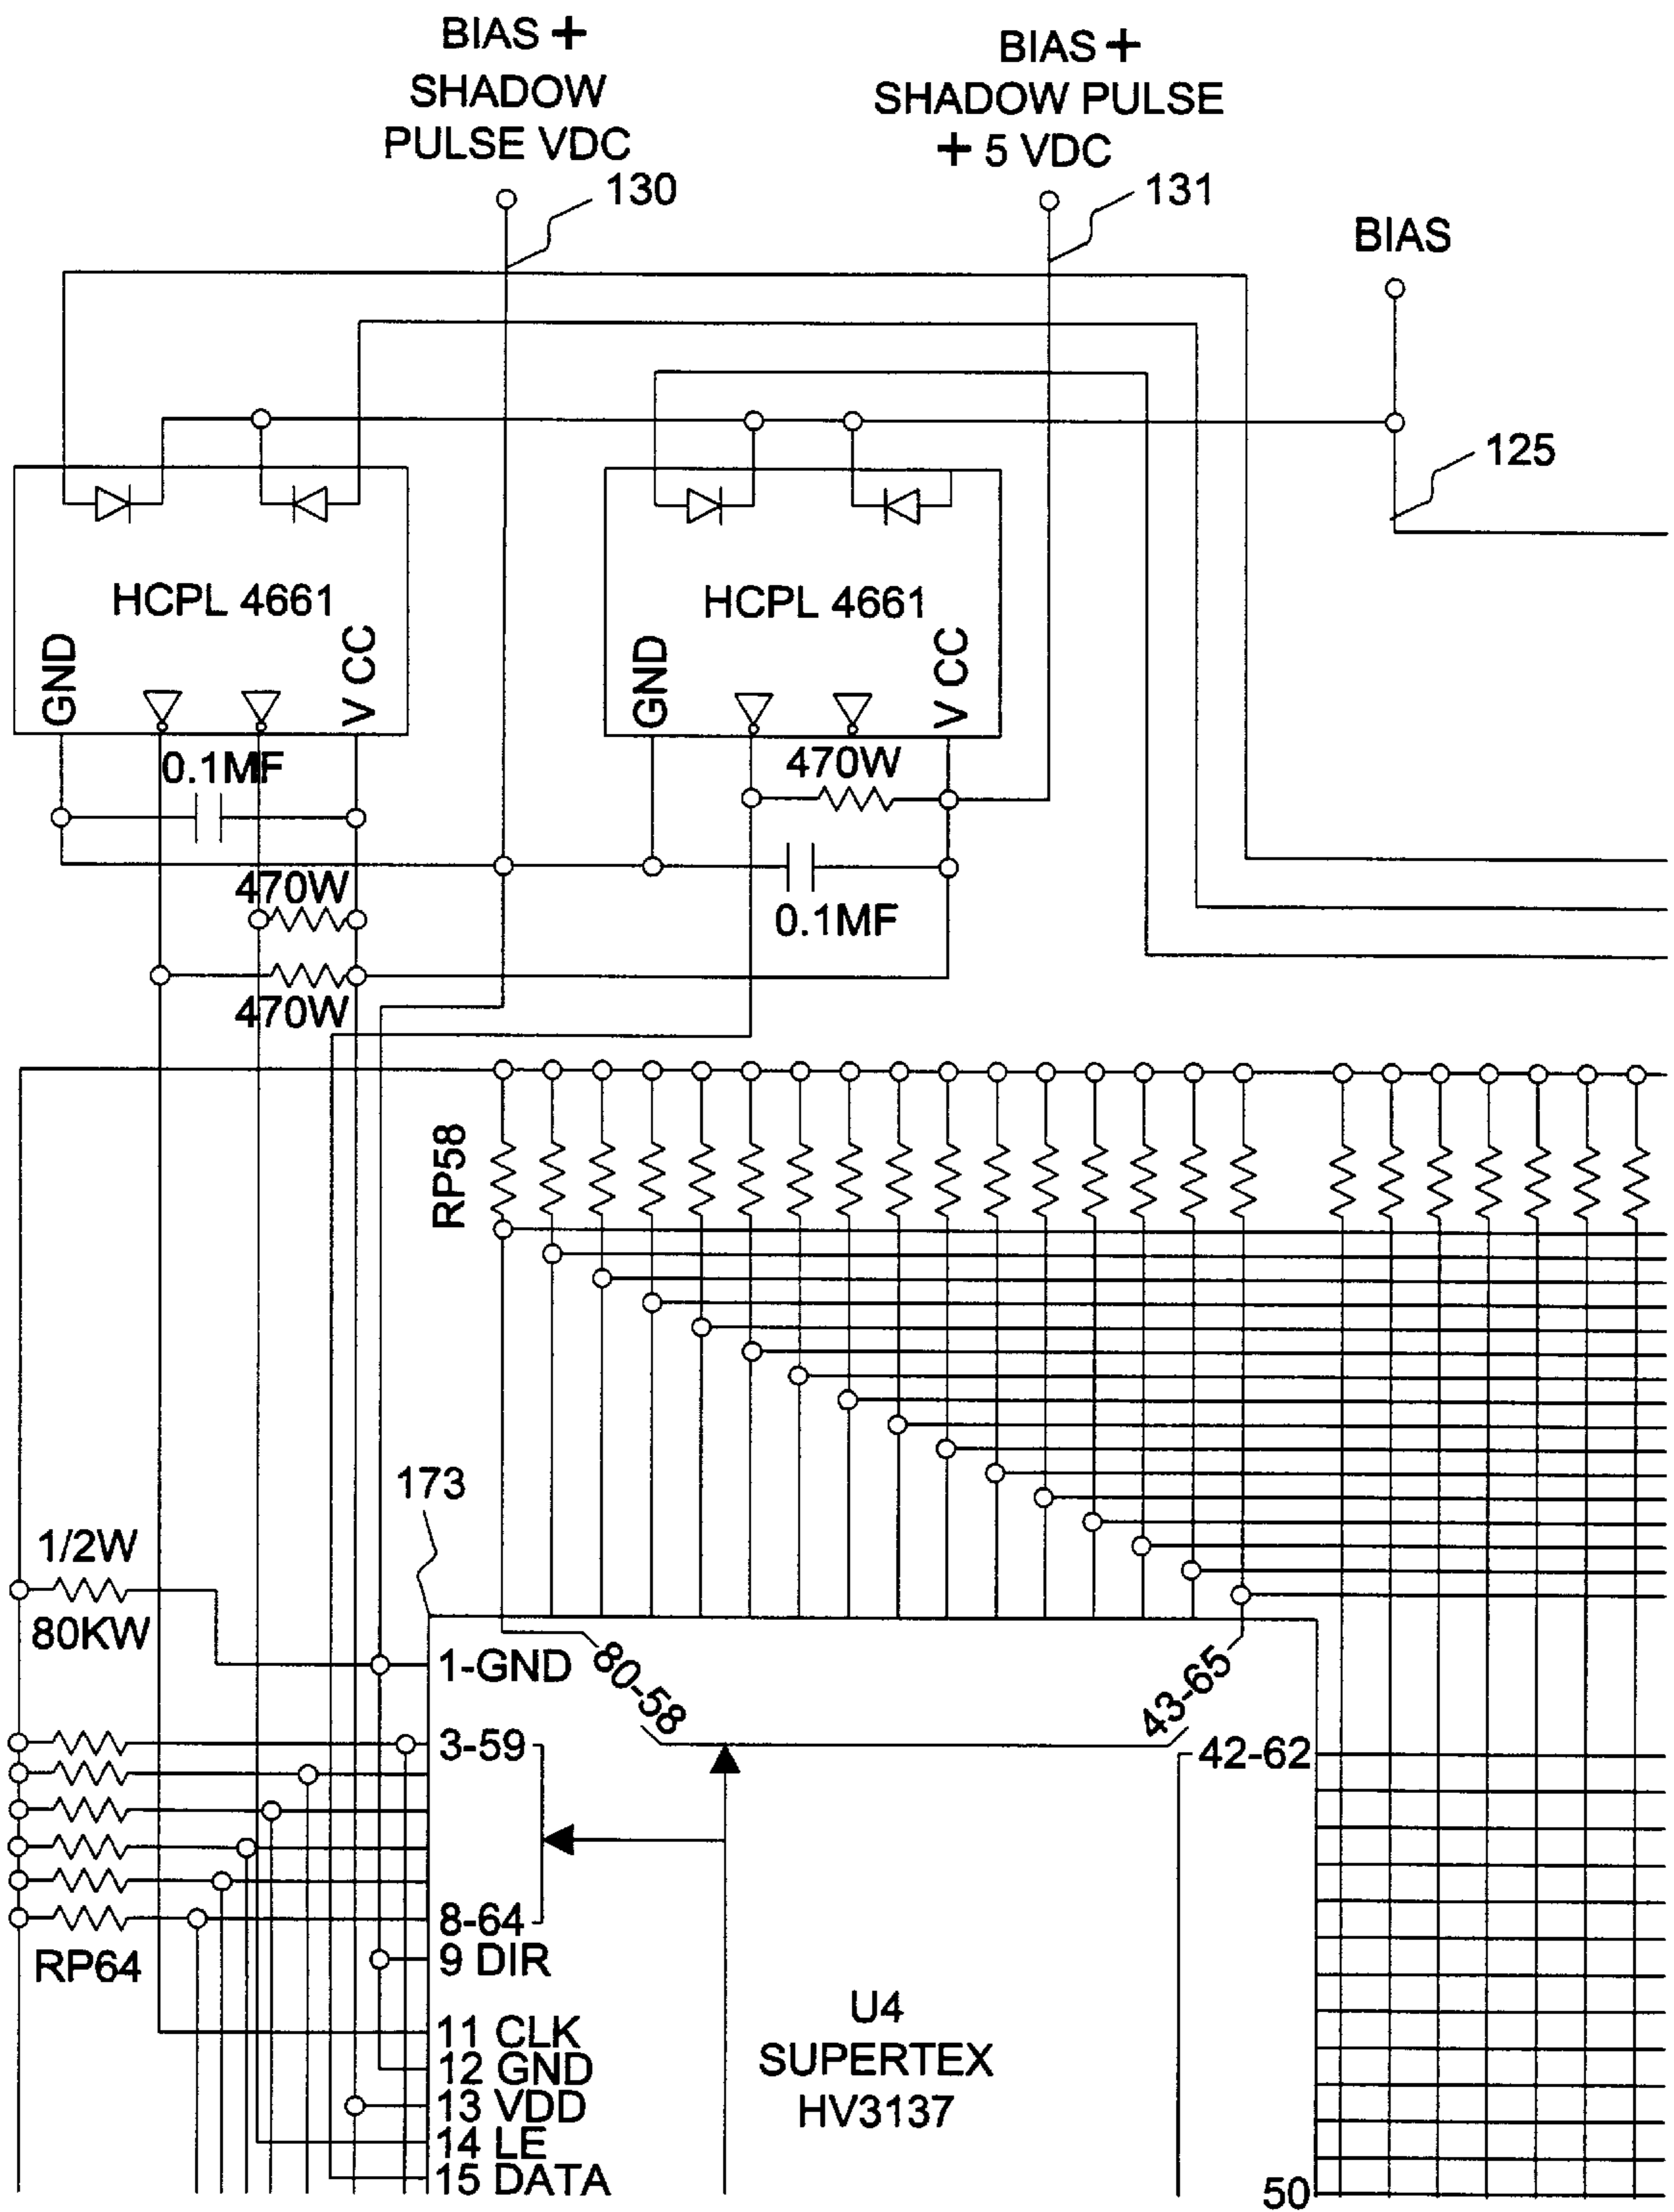 BIAS +
SHADOW
PULSE VDC
130
BIAS +
SHADOW PULSE
+ 5 VDC
131
BIAS
125
HCPL 4661
GND
V CC
HCPL 4661
GND
V CC
0.1MF
470W
470W
0.1MF
470W
RP58
173
1/2W
80KW
1-GND
80-58
43-65
3-59
42-62
8-64
RP64
9 DIR
11 CLK
12 GND
13 VDD
14 LE
15 DATA
U4
SUPERTEX
HV3137
50